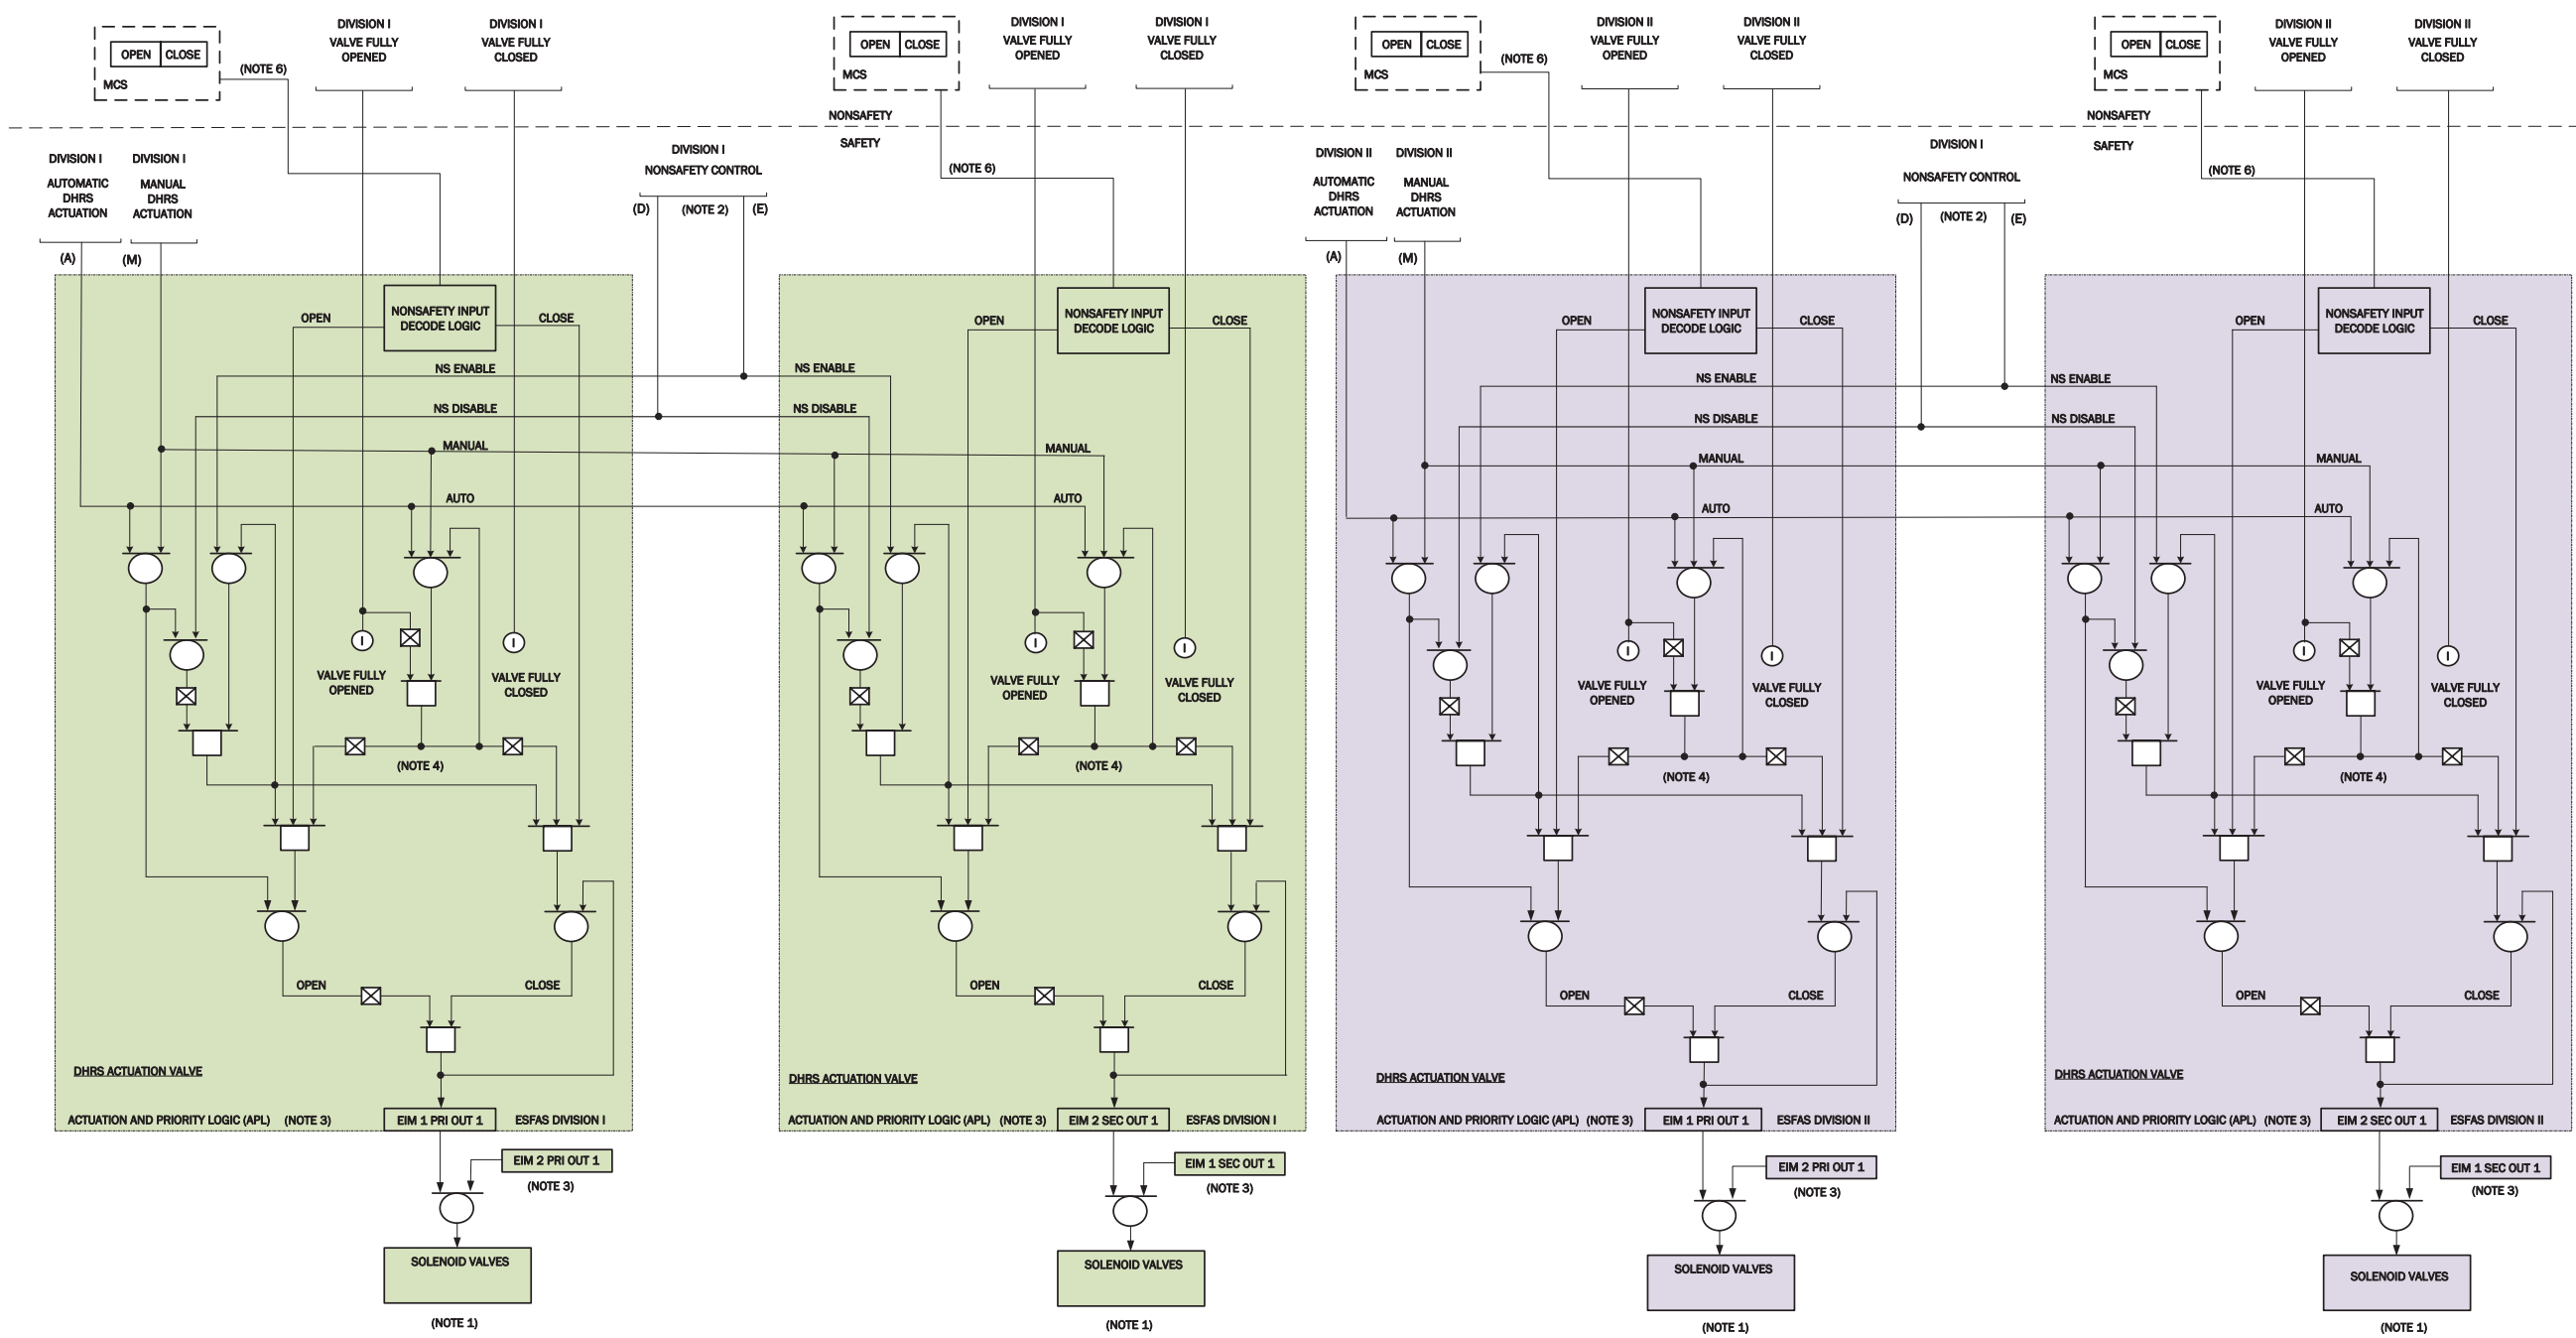 OPEN CLOSE
MCS
(NOTE 6)
DIVISION I
VALVE FULLY
OPENED
DIVISION I
VALVE FULLY
CLOSED
OPEN CLOSE
MCS
DIVISION I
VALVE FULLY
OPENED
DIVISION I
VALVE FULLY
CLOSED
OPEN CLOSE
MCS
(NOTE 6)
DIVISION II
VALVE FULLY
OPENED
DIVISION II
VALVE FULLY
CLOSED
OPEN CLOSE
MCS
DIVISION II
VALVE FULLY
OPENED
DIVISION II
VALVE FULLY
CLOSED
NONSAFETY
SAFETY
NONSAFETY
SAFETY
DIVISION I
AUTOMATIC
DHRS
ACTUATION
(A)
DIVISION I
MANUAL
DHRS
ACTUATION
(M)
DIVISION I
NONSAFETY CONTROL
(D) (NOTE 2) (E)
(NOTE 6)
DIVISION II
AUTOMATIC
DHRS
ACTUATION
(A)
DIVISION II
MANUAL
DHRS
ACTUATION
(M)
DIVISION I
NONSAFETY CONTROL
(D) (NOTE 2) (E)
(NOTE 6)
NONSAFETY INPUT
DECODE LOGIC
OPEN
CLOSE
NS ENABLE
NS DISABLE
MANUAL
AUTO
I
VALVE FULLY
OPENED
I
VALVE FULLY
CLOSED
(NOTE 4)
OPEN
CLOSE
DHRS ACTUATION VALVE
ACTUATION AND PRIORITY LOGIC (APL) (NOTE 3)
EIM 1 PRI OUT 1
ESFAS DIVISION I
EIM 2 PRI OUT 1
(NOTE 3)
SOLENOID VALVES
(NOTE 1)
NONSAFETY INPUT
DECODE LOGIC
OPEN
CLOSE
NS ENABLE
NS DISABLE
MANUAL
AUTO
I
VALVE FULLY
OPENED
I
VALVE FULLY
CLOSED
(NOTE 4)
OPEN
CLOSE
DHRS ACTUATION VALVE
ACTUATION AND PRIORITY LOGIC (APL) (NOTE 3)
EIM 2 SEC OUT 1
ESFAS DIVISION I
EIM 1 SEC OUT 1
(NOTE 3)
SOLENOID VALVES
(NOTE 1)
NONSAFETY INPUT
DECODE LOGIC
OPEN
CLOSE
NS ENABLE
NS DISABLE
MANUAL
AUTO
I
VALVE FULLY
OPENED
I
VALVE FULLY
CLOSED
(NOTE 4)
OPEN
CLOSE
DHRS ACTUATION VALVE
ACTUATION AND PRIORITY LOGIC (APL) (NOTE 3)
EIM 1 PRI OUT 1
ESFAS DIVISION II
EIM 2 PRI OUT 1
(NOTE 3)
SOLENOID VALVES
(NOTE 1)
NONSAFETY INPUT
DECODE LOGIC
OPEN
CLOSE
NS ENABLE
NS DISABLE
MANUAL
AUTO
I
VALVE FULLY
OPENED
I
VALVE FULLY
CLOSED
(NOTE 4)
OPEN
CLOSE
DHRS ACTUATION VALVE
ACTUATION AND PRIORITY LOGIC (APL) (NOTE 3)
EIM 2 SEC OUT 1
ESFAS DIVISION II
EIM 1 SEC OUT 1
(NOTE 3)
SOLENOID VALVES
(NOTE 1)